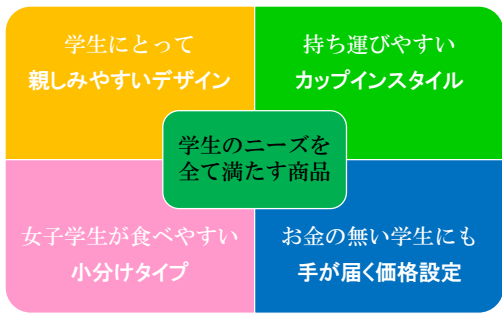 学生にとって
親しみやすいデザイン
持ち運びやすい
カップインスタイル
学生のニーズを
全て満たす商品
女子学生が食べやすい
小分けタイプ
お金の無い学生にも
手が届く価格設定